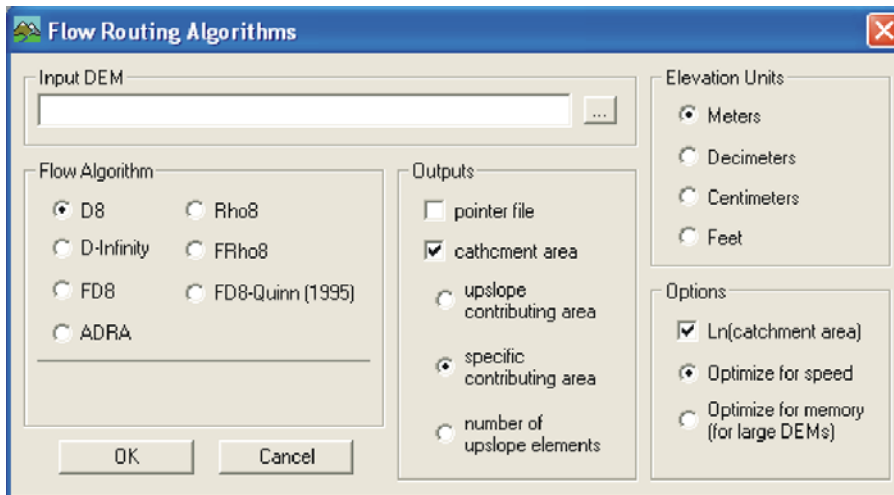 Flow Routing Algorithms
Input DEM
...
Flow Algorithm
D8
Rho8
D-Infinity
FRho8
FD8
FD8-Quinn (1995)
ADRA
OK
Cancel
Outputs
pointer file
cathcment area
upslope
contributing area
specific
contributing area
number of
upslope elements
Elevation Units
Meters
Decimeters
Centimeters
Feet
Options
Ln(catchment area)
Optimize for speed
Optimize for memory
(for large DEMs)